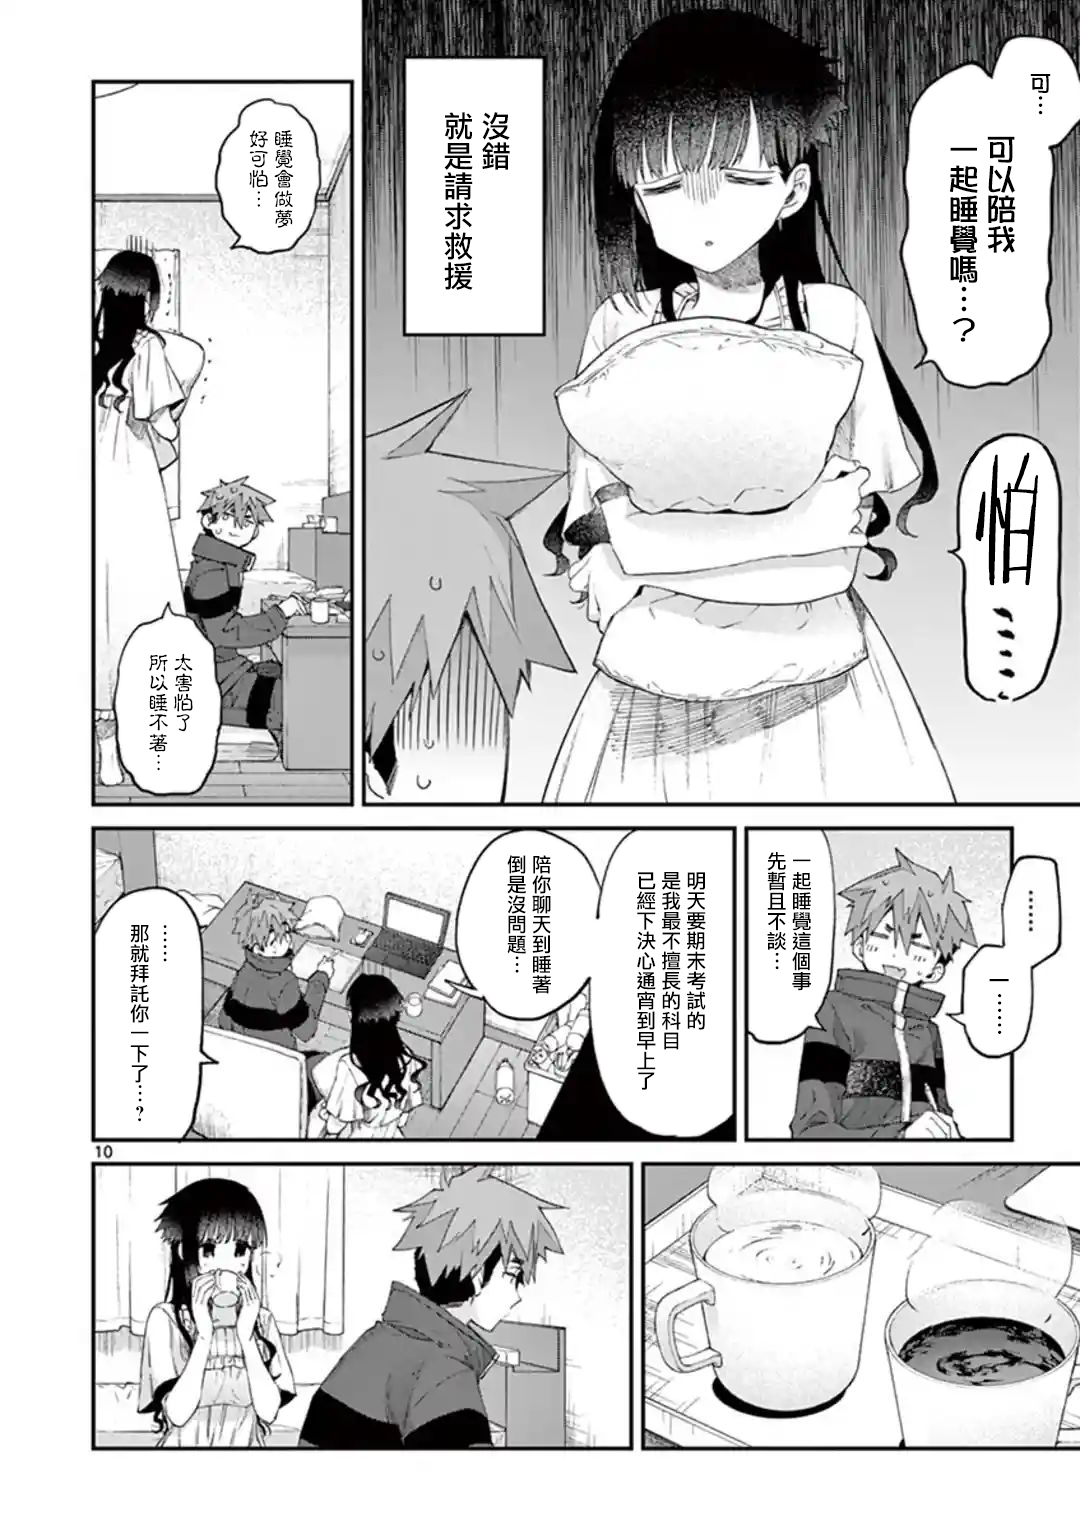 可…
可以陪我
一起睡覺嗎…？
沒錯
就是請求救援
怕
……
睡覺會做夢
好可怕…
太害怕了
所以睡不著…
……
一……
一起睡覺這個事
先暫且不談…
明天要期末考試的
是我最不擅長的科目
已經下決心通宵到早上了
陪你聊天到睡著
倒是沒問題…
……
那就拜託你一下了…？
10